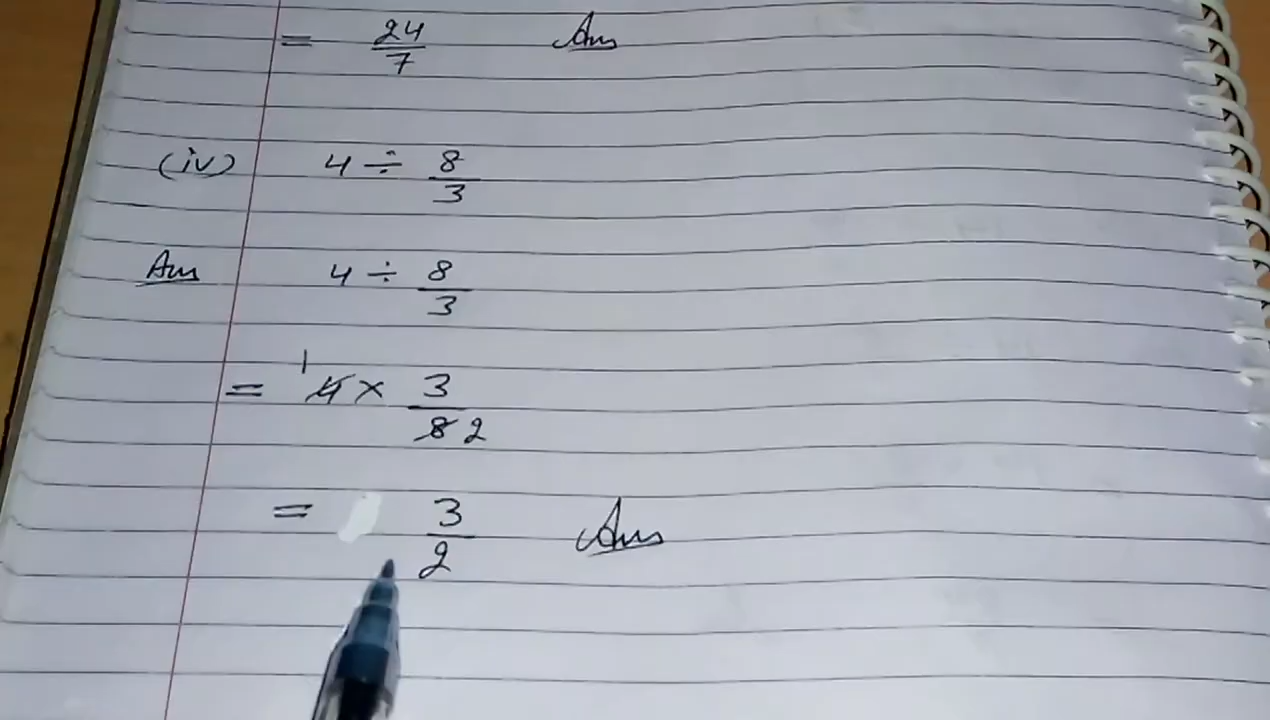 = 24/7 Ans
(iv) 4 ÷ 8/3
Ans 4 ÷ 8/3
= 1 4 × 3/8 2
= 3/2 Ans